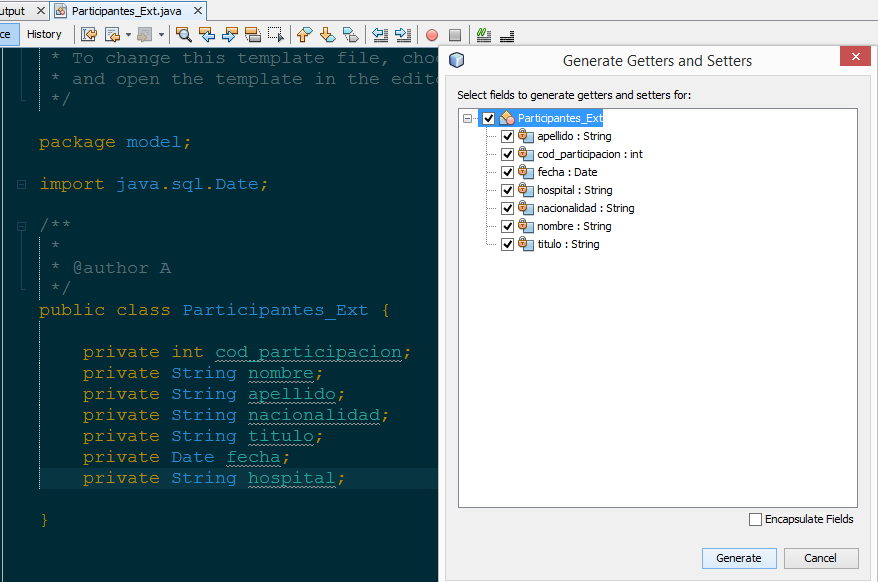 utput
Participantes_Ext.java
ce
History
* To change this template file, choo
* and open the template in the edito
*/
package model;
import java.sql.Date;
/**
*
* @author A
*/
public class Participantes_Ext {
private int cod_participacion;
private String nombre;
private String apellido;
private String nacionalidad;
private String titulo;
private Date fecha;
private String hospital;
}
Generate Getters and Setters
Select fields to generate getters and setters for:
Participantes_Ext
apellido : String
cod_participacion : int
fecha : Date
hospital : String
nacionalidad : String
nombre : String
titulo : String
Encapsulate Fields
Generate
Cancel